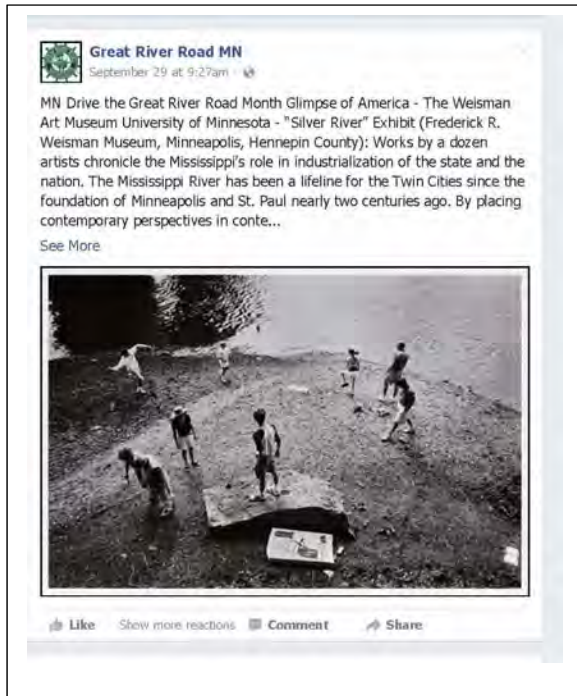 Great River Road MN
September 29 at 9:27am
MN Drive the Great River Road Month Glimpse of America - The Weisman
Art Museum University of Minnesota - "Silver River" Exhibit (Frederick R.
Weisman Museum, Minneapolis, Hennepin County): Works by a dozen
artists chronicle the Mississippi's role in industrialization of the state and the
nation. The Mississippi River has been a lifeline for the Twin Cities since the
foundation of Minneapolis and St. Paul nearly two centuries ago. By placing
contemporary perspectives in conte...
See More
Like Show more reactions Comment Share